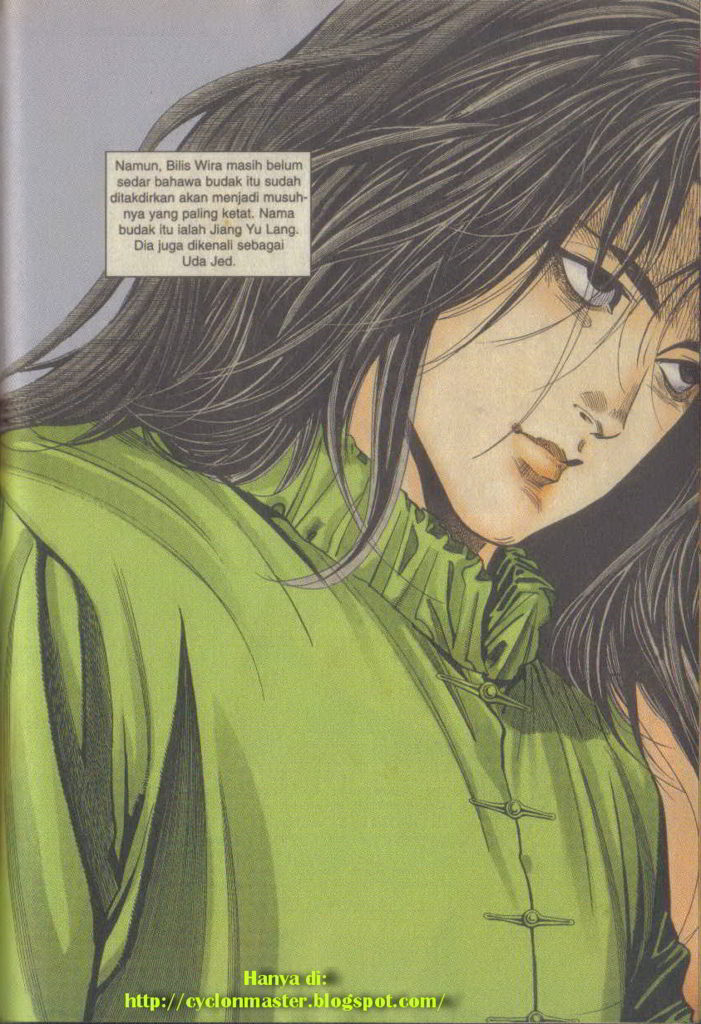 Namun, Bilis Wira masih belum
sedar bahawa budak itu sudah
ditakdirkan akan menjadi musuh-
nya yang paling ketat. Nama
budak itu ialah Jiang Yu Lang.
Dia juga dikenali sebagai
Uda Jed.
Hanya di:
http://cyclonmaster.blogspot.com/